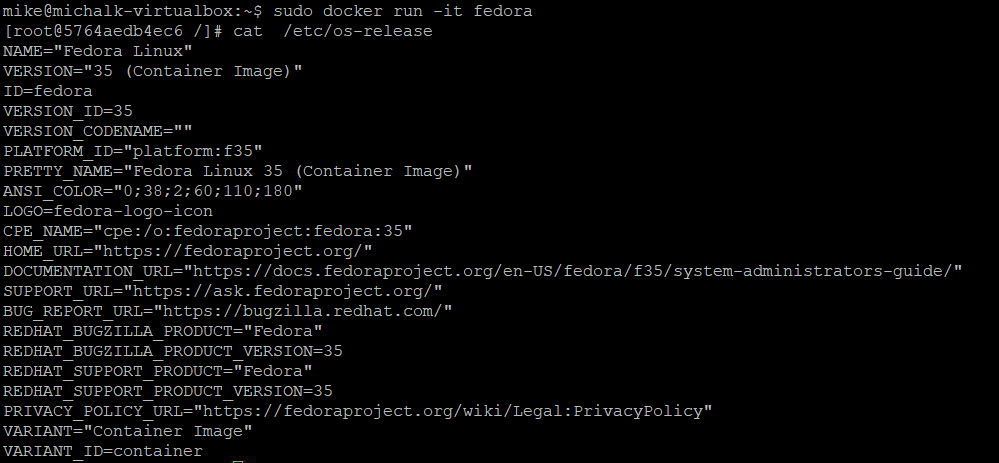 mike@michalk-virtualbox:~$ sudo docker run -it fedora
[root@5764aedb4ec6 /]# cat  /etc/os-release
NAME="Fedora Linux"
VERSION="35 (Container Image)"
ID=fedora
VERSION_ID=35
VERSION_CODENAME=""
PLATFORM_ID="platform:f35"
PRETTY_NAME="Fedora Linux 35 (Container Image)"
ANSI_COLOR="0;38;2;60;110;180"
LOGO=fedora-logo-icon
CPE_NAME="cpe:/o:fedoraproject:fedora:35"
HOME_URL="https://fedoraproject.org/"
DOCUMENTATION_URL="https://docs.fedoraproject.org/en-US/fedora/f35/system-administrators-guide/"
SUPPORT_URL="https://ask.fedoraproject.org/"
BUG_REPORT_URL="https://bugzilla.redhat.com/"
REDHAT_BUGZILLA_PRODUCT="Fedora"
REDHAT_BUGZILLA_PRODUCT_VERSION=35
REDHAT_SUPPORT_PRODUCT="Fedora"
REDHAT_SUPPORT_PRODUCT_VERSION=35
PRIVACY_POLICY_URL="https://fedoraproject.org/wiki/Legal:PrivacyPolicy"
VARIANT="Container Image"
VARIANT_ID=container